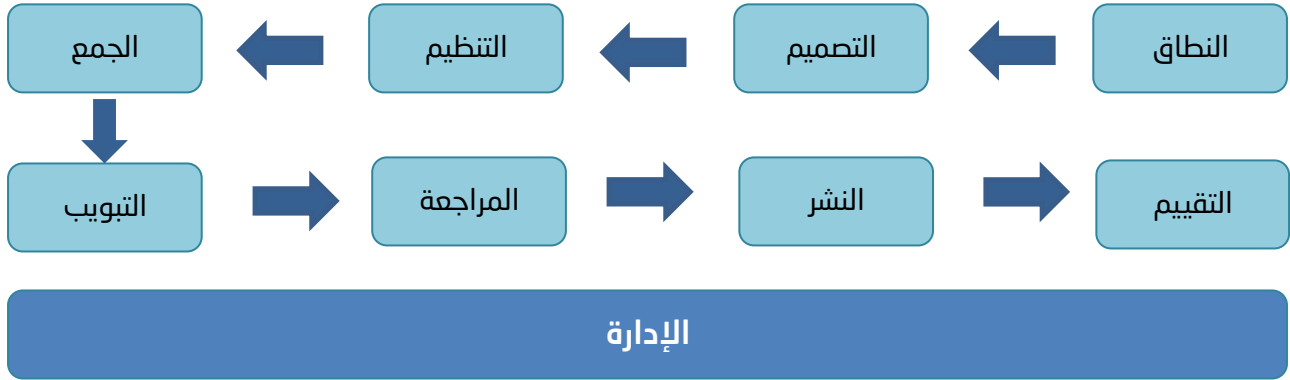 النطاق
التصميم
التنظيم
الجمع
التبويب
المراجعة
النشر
التقييم
الإدارة